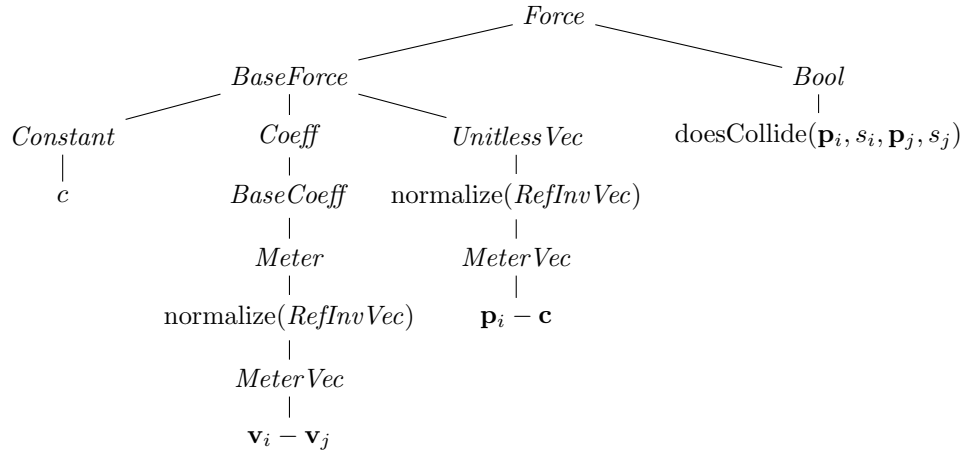 Force
BaseForce Bool
Constant Coeff UnitlessVec doesCollide(𝐩ᵢ, sᵢ, 𝐩ⱼ, sⱼ)
c BaseCoeff normalize(RefInvVec)
Meter MeterVec
normalize(RefInvVec) 𝐩ᵢ − 𝐜
MeterVec
𝐯ᵢ − 𝐯ⱼ